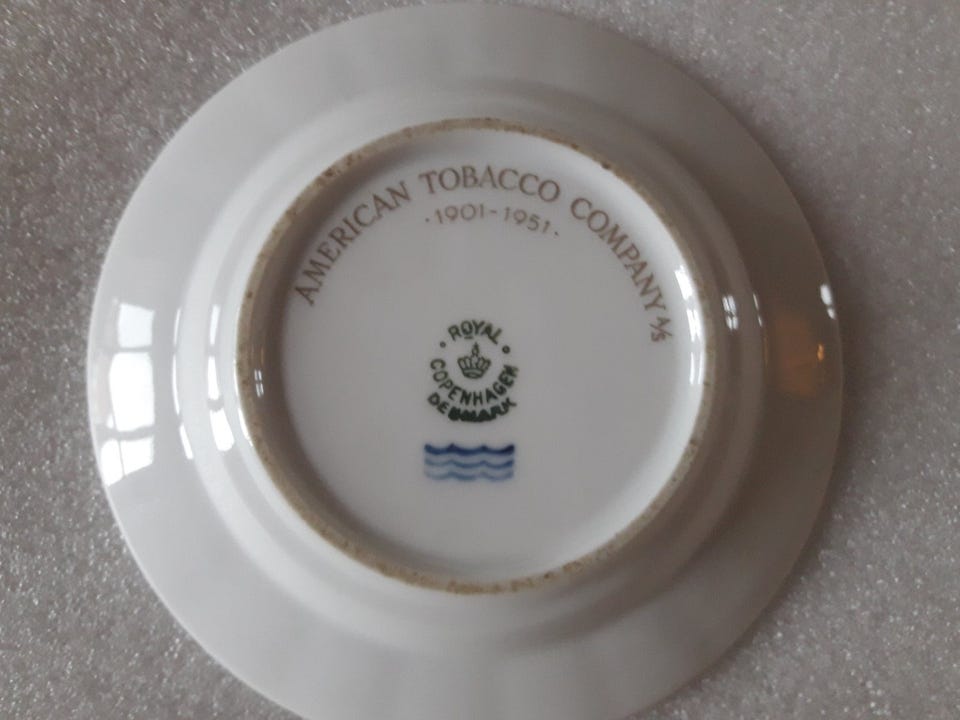 AMERICAN TOBACCO COMPANY A/S
·1901-1951·
· ROYAL ·
COPENHAGEN
DENMARK